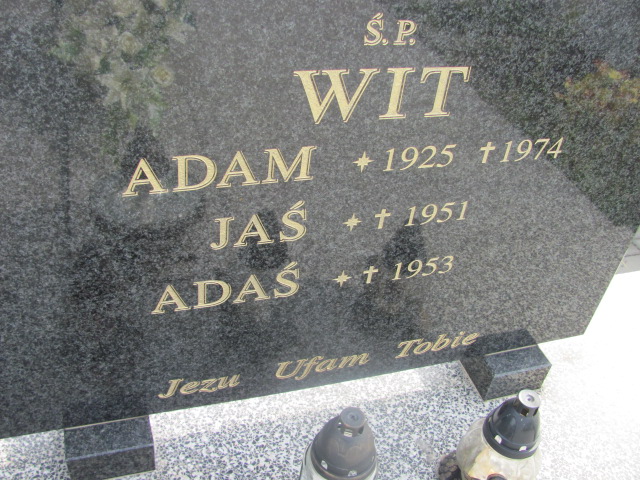 Ś.P.
WIT
ADAM * 1925 † 1974
JAŚ * † 1951
ADAŚ * † 1953
Jezu Ufam Tobie